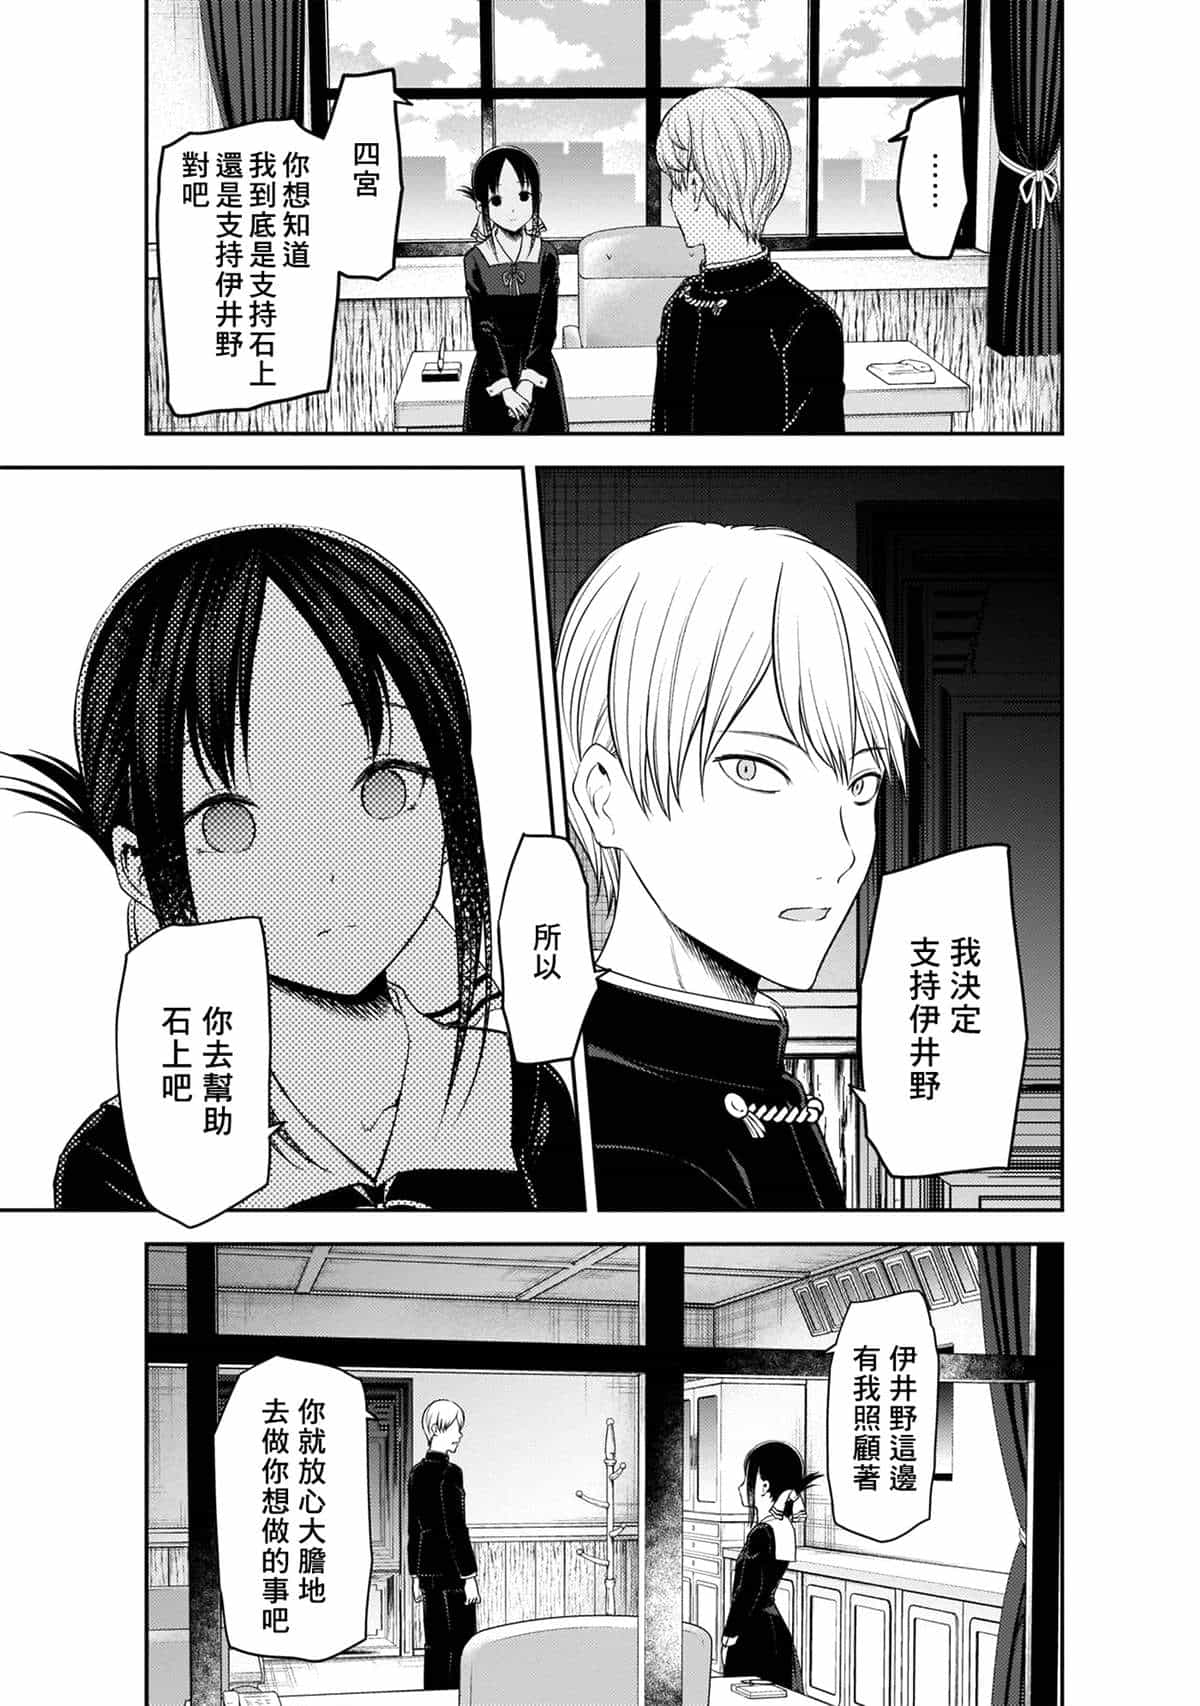 ……
四宮
你想知道
我到底是支持石上
還是支持伊井野
對吧
我決定
支持伊井野
所以
你去幫助
石上吧
伊井野這邊
有我照顧著
你就放心大膽地
去做你想做的事吧